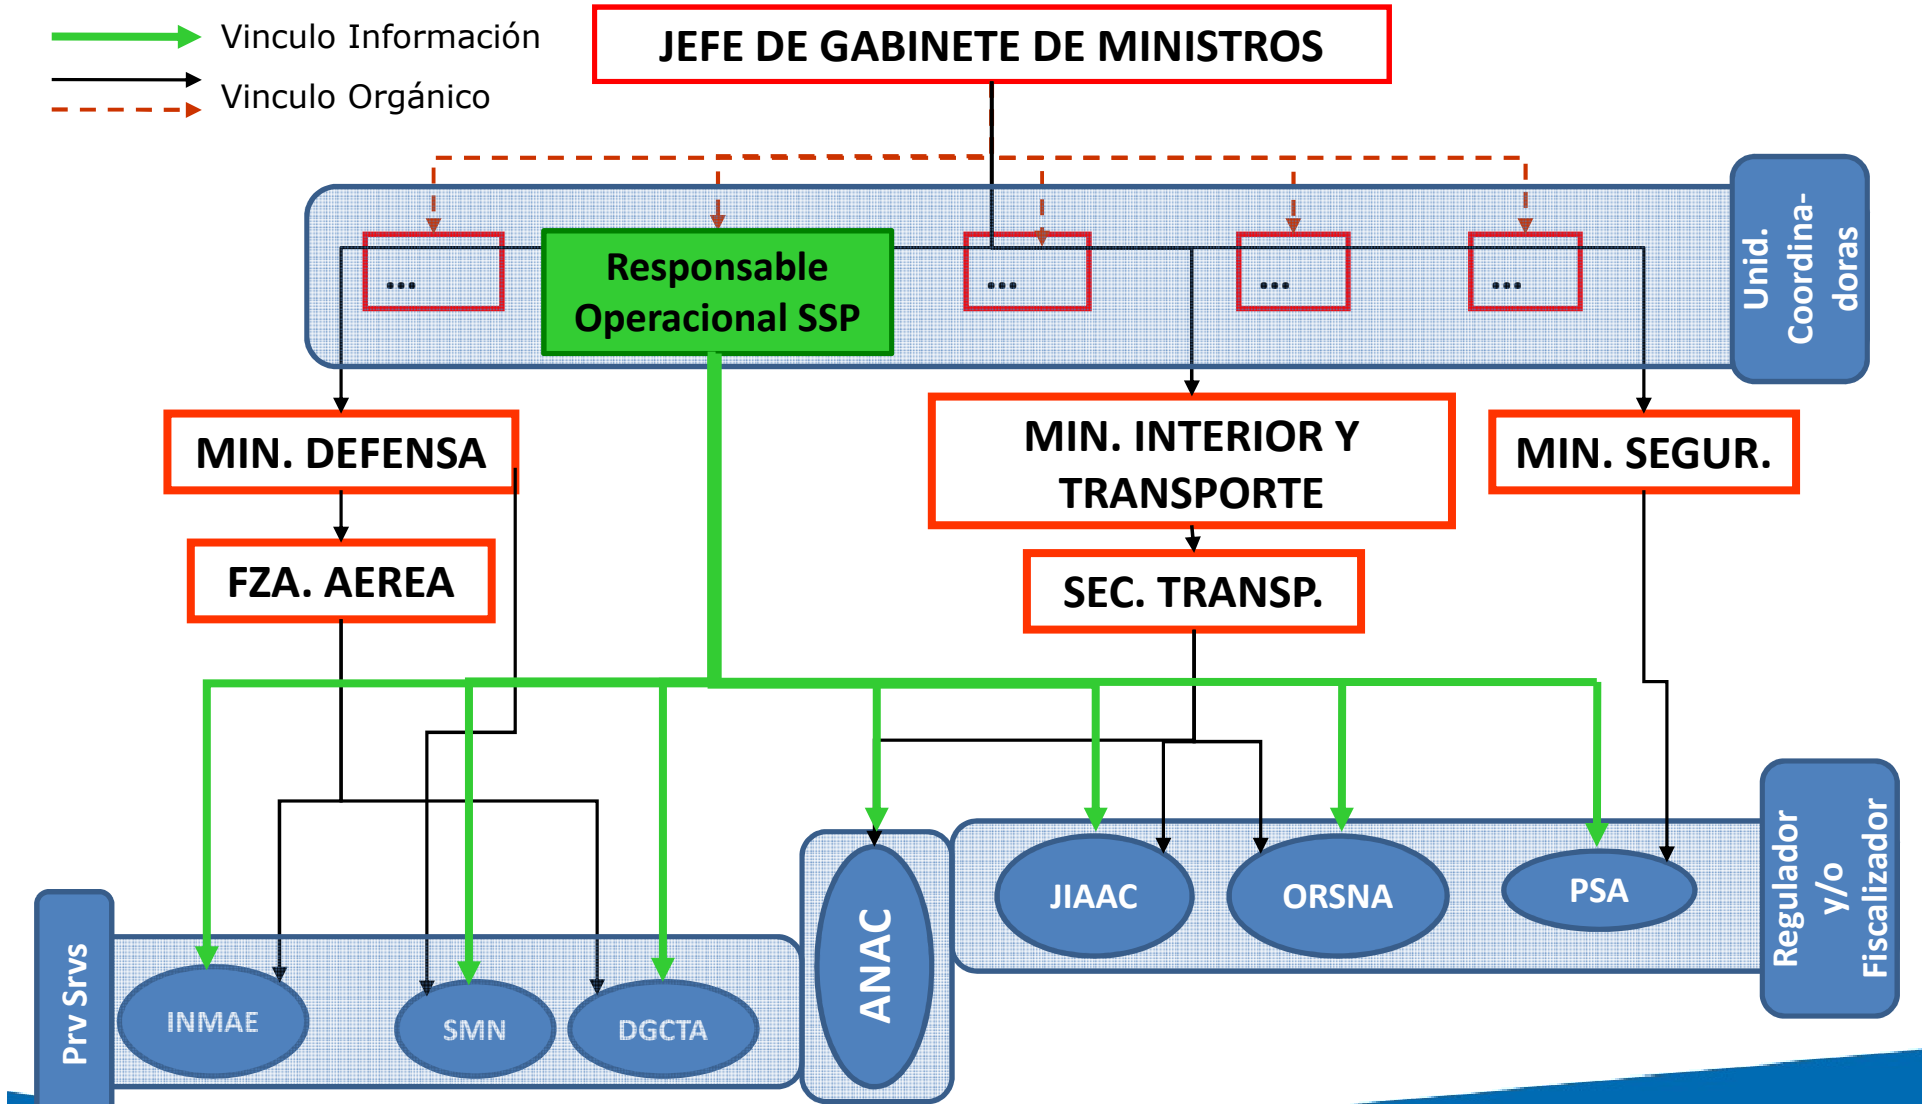 Vinculo Información
Vinculo Orgánico
JEFE DE GABINETE DE MINISTROS
...
Responsable
Operacional SSP
...
...
...
Unid.
Coordina-
doras
MIN. DEFENSA
MIN. INTERIOR Y
TRANSPORTE
MIN. SEGUR.
FZA. AEREA
SEC. TRANSP.
Prv Srvs
INMAE
SMN
DGCTA
ANAC
JIAAC
ORSNA
PSA
Regulador
y/o
Fiscalizador